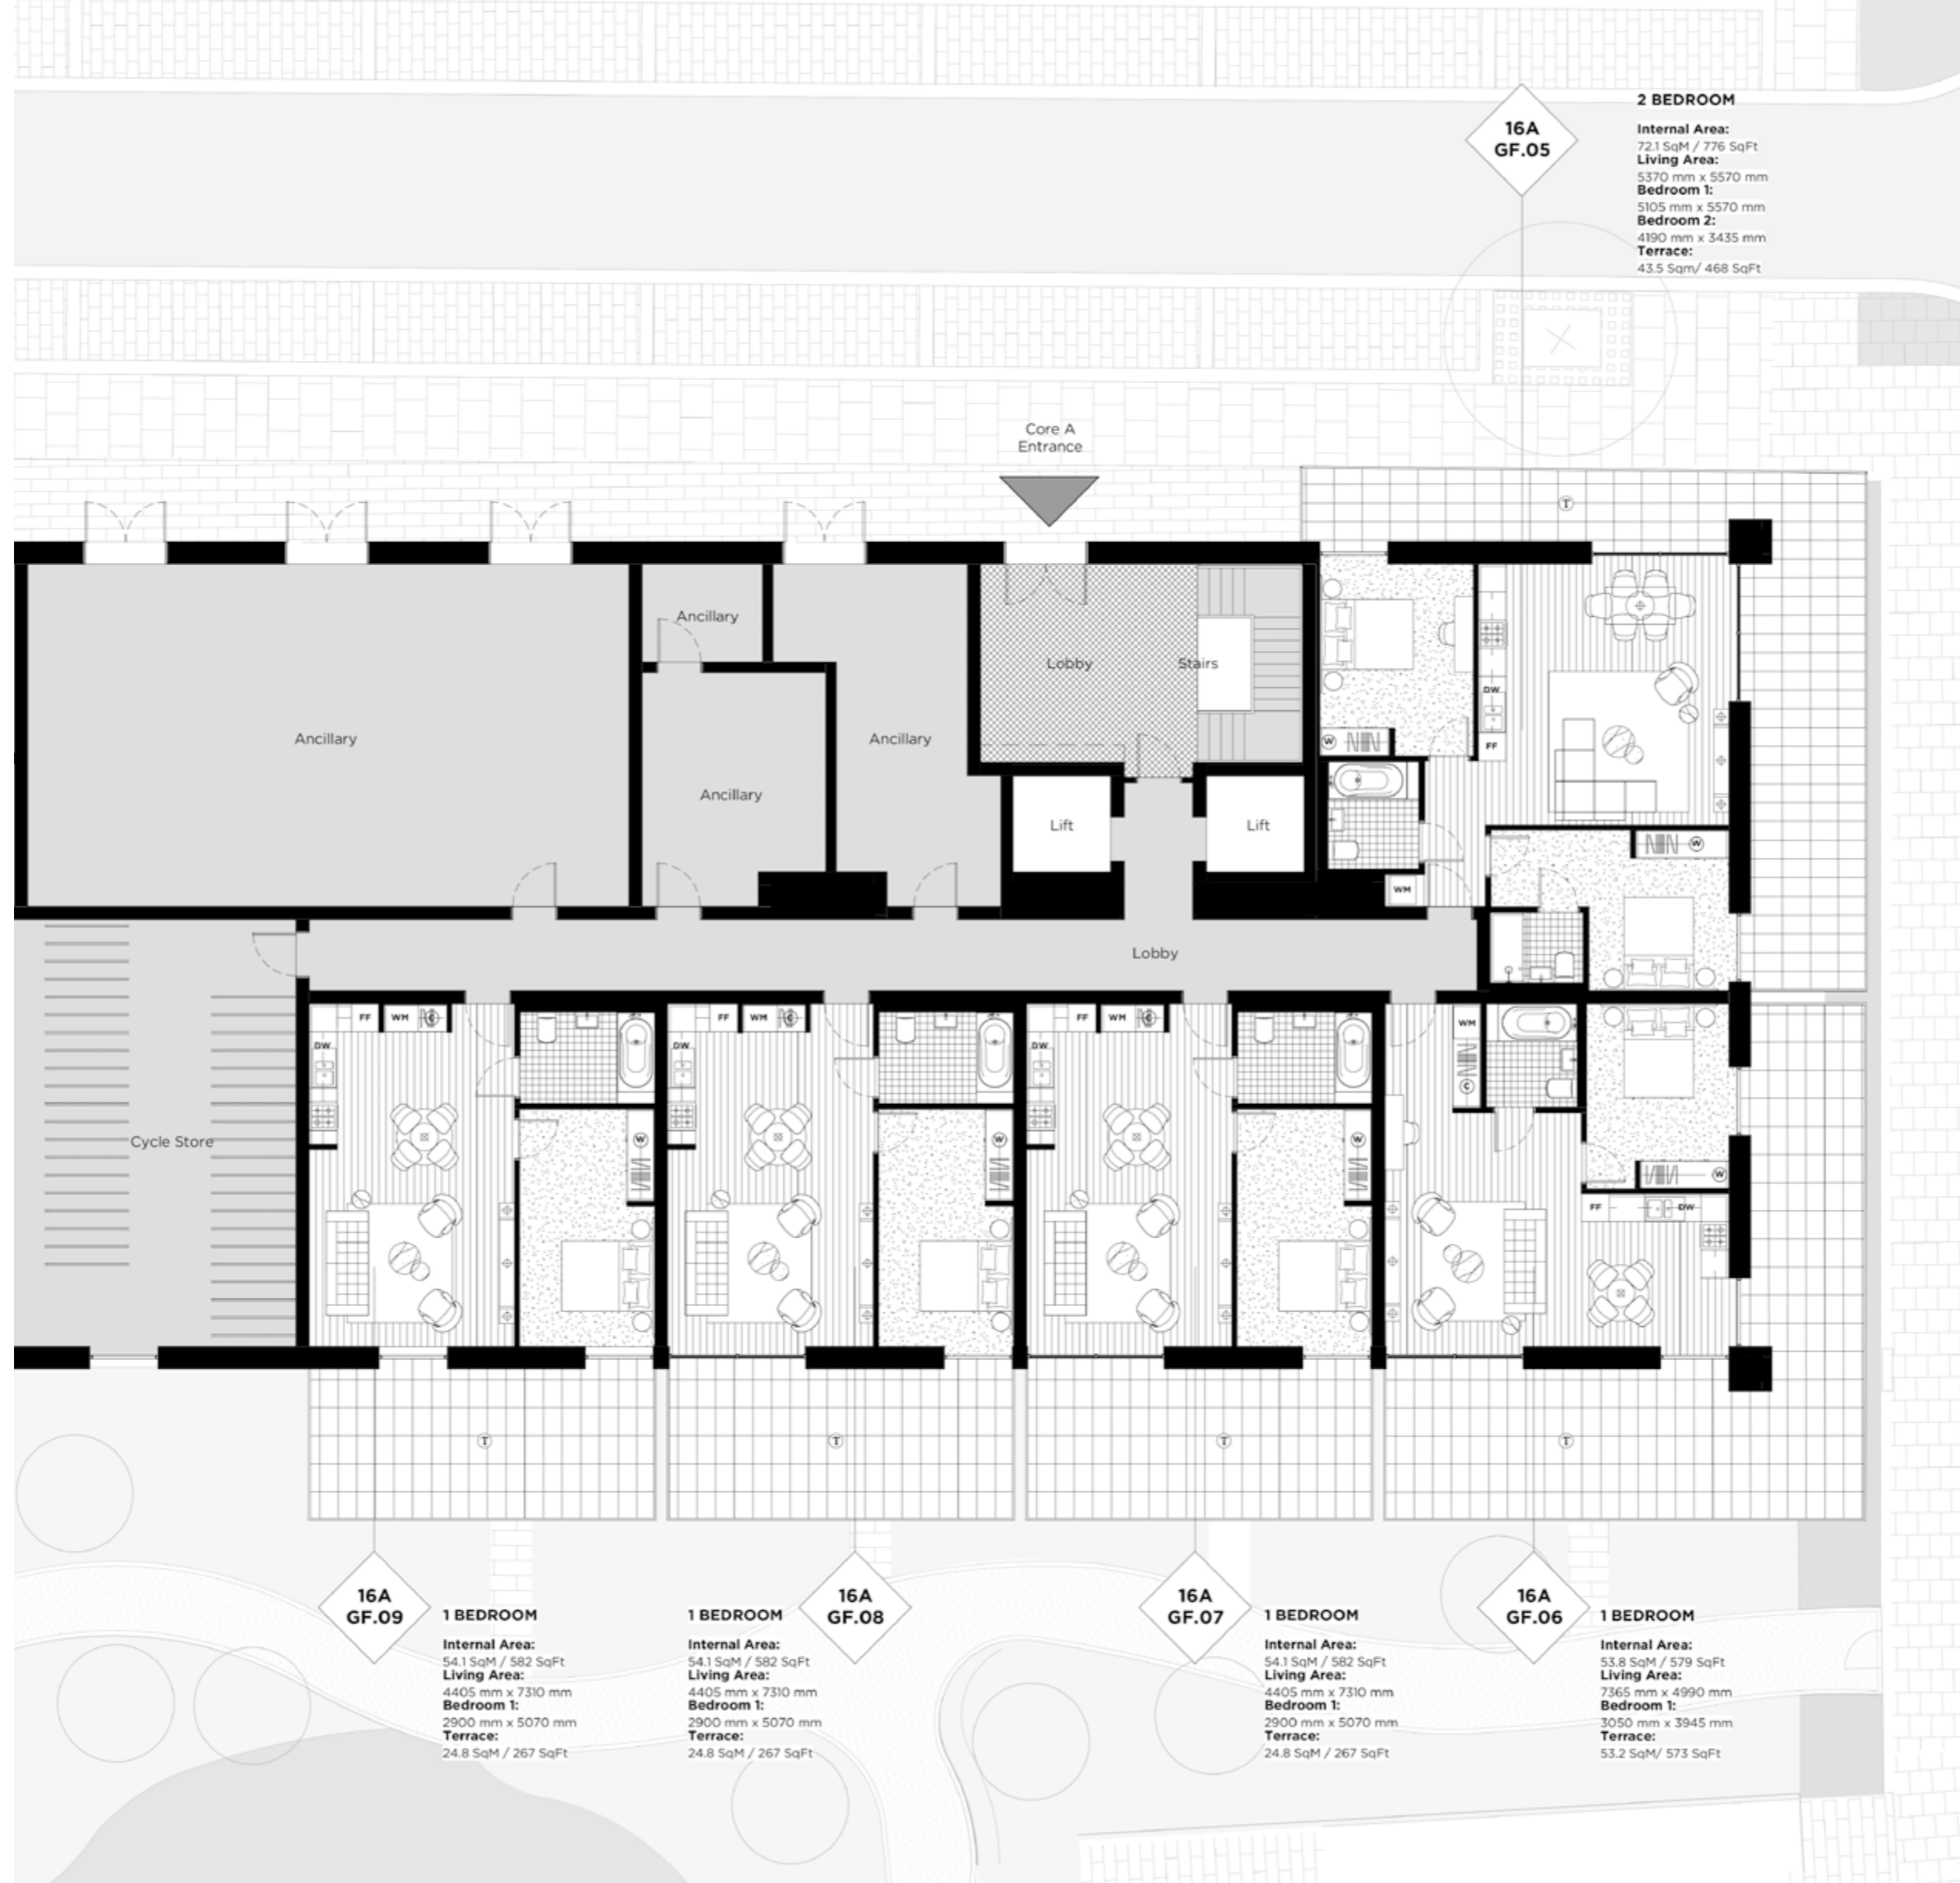 16A
GF.05
2 BEDROOM
Internal Area:
72.1 SqM / 776 SqFt
Living Area:
5370 mm x 5570 mm
Bedroom 1:
5105 mm x 5570 mm
Bedroom 2:
4190 mm x 3435 mm
Terrace:
43.5 Sqm/ 468 SqFt
Core A
Entrance
T
Ancillary
Lobby
Stairs
DW
Ancillary
Ancillary
W
FF
Ancillary
Lift
Lift
W
WM
Lobby
FF
WM
C
FF
WM
C
FF
WM
C
WM
DW
DW
DW
C
Cycle Store
W
W
W
W
FF
DW
T
T
T
T
16A
GF.09
1 BEDROOM
Internal Area:
54.1 SqM / 582 SqFt
Living Area:
4405 mm x 7310 mm
Bedroom 1:
2900 mm x 5070 mm
Terrace:
24.8 SqM / 267 SqFt
1 BEDROOM
Internal Area:
54.1 SqM / 582 SqFt
Living Area:
4405 mm x 7310 mm
Bedroom 1:
2900 mm x 5070 mm
Terrace:
24.8 SqM / 267 SqFt
16A
GF.08
16A
GF.07
1 BEDROOM
Internal Area:
54.1 SqM / 582 SqFt
Living Area:
4405 mm x 7310 mm
Bedroom 1:
2900 mm x 5070 mm
Terrace:
24.8 SqM / 267 SqFt
16A
GF.06
1 BEDROOM
Internal Area:
53.8 SqM / 579 SqFt
Living Area:
7365 mm x 4990 mm
Bedroom 1:
3050 mm x 3945 mm
Terrace:
53.2 SqM/ 573 SqFt